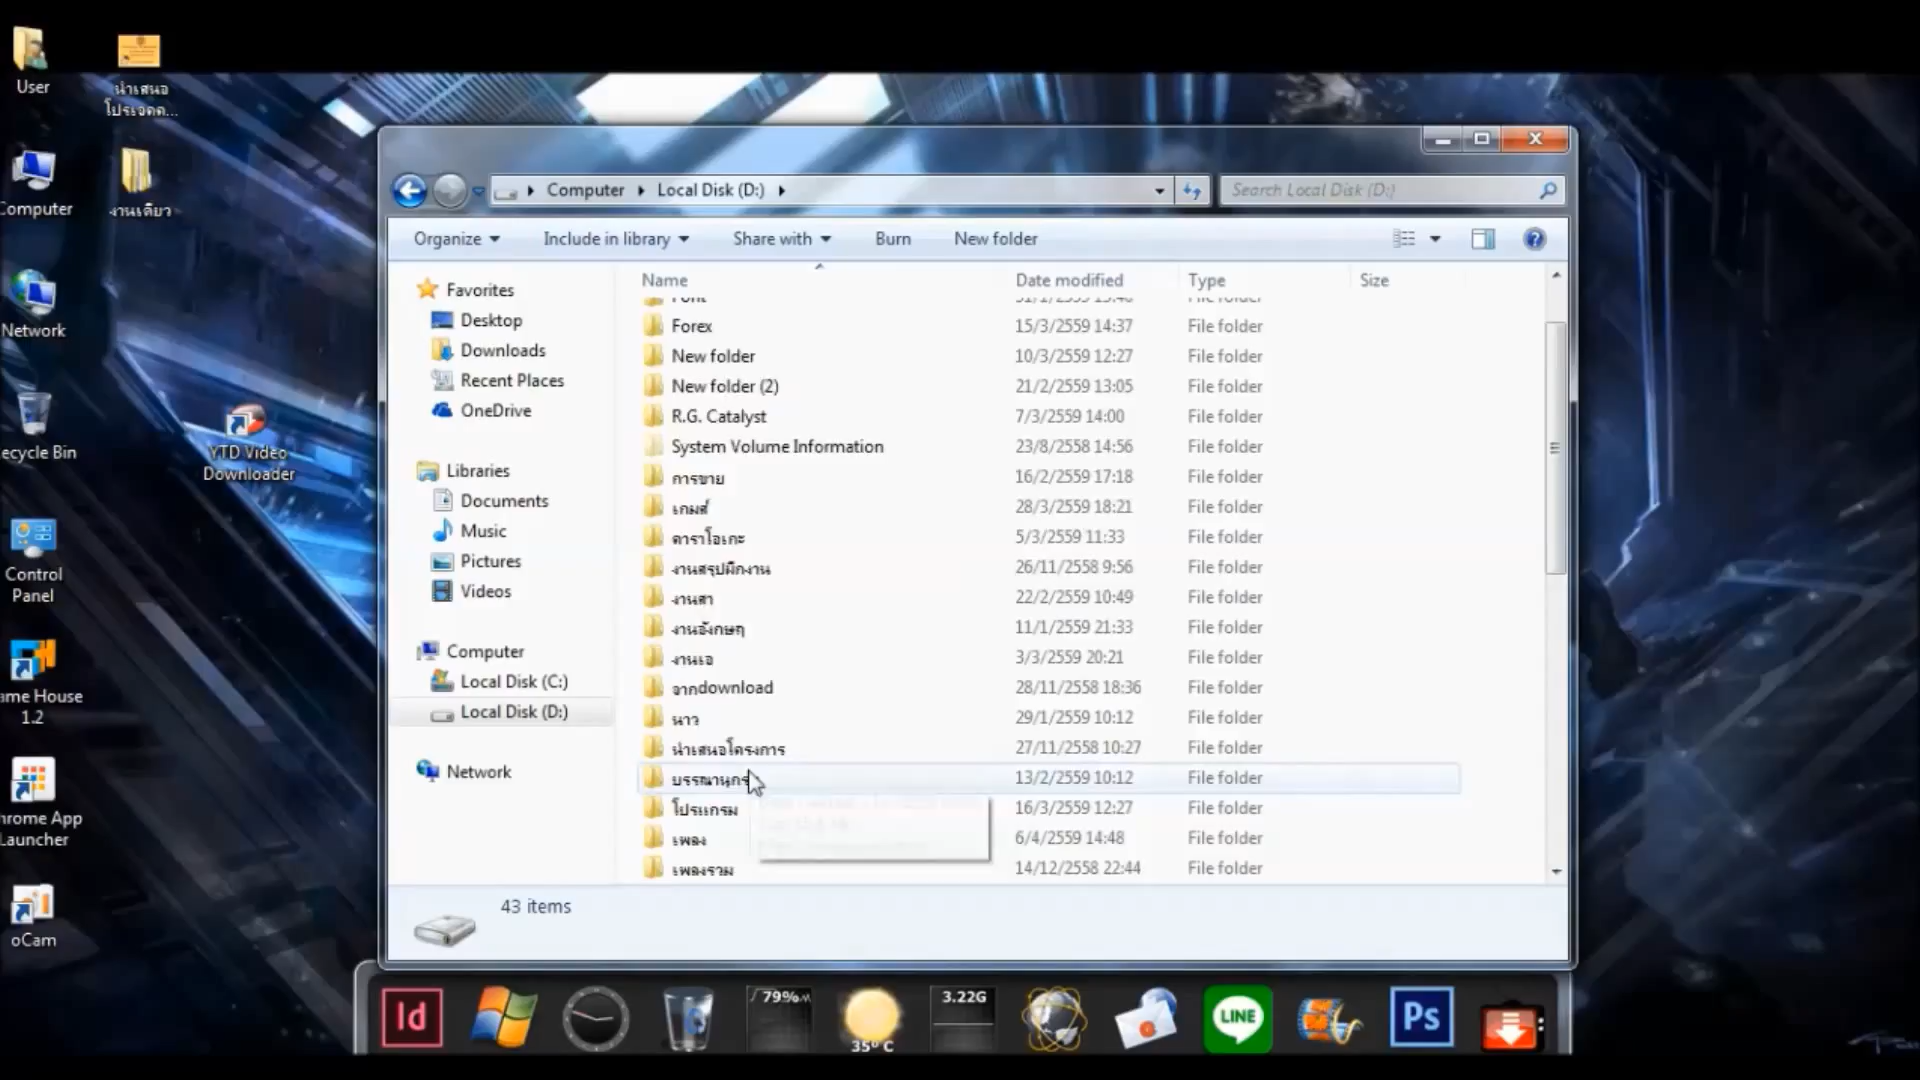 User
นำเสนอ
โปรเจดด...
Computer
งานเดียว
Network
ecycle Bin
YTD Video
Downloader
Control
Panel
ame House
1.2
hrome App
Launcher
oCam
Computer
Local Disk (D:)
Search Local Disk (D:)
Organize
Include in library
Share with
Burn
New folder
Favorites
Desktop
Downloads
Recent Places
OneDrive
Libraries
Documents
Music
Pictures
Videos
Computer
Local Disk (C:)
Local Disk (D:)
Network
Name Date modified Type Size
Forex 15/3/2559 14:37 File folder
New folder 10/3/2559 12:27 File folder
New folder (2) 21/2/2559 13:05 File folder
R.G. Catalyst 7/3/2559 14:00 File folder
System Volume Information 23/8/2558 14:56 File folder
การขาย 16/2/2559 17:18 File folder
เกมส์ 28/3/2559 18:21 File folder
คาราโอเกะ 5/3/2559 11:33 File folder
งานสรุปฝึกงาน 26/11/2558 9:56 File folder
งานสา 22/2/2559 10:49 File folder
งานอังกฤษ 11/1/2559 21:33 File folder
งานเอ 3/3/2559 20:21 File folder
จากdownload 28/11/2558 18:36 File folder
นาว 29/1/2559 10:12 File folder
นำเสนอโครงการ 27/11/2558 10:27 File folder
บรรณานุกร 13/2/2559 10:12 File folder
โปรแกรม 16/3/2559 12:27 File folder
เพลง 6/4/2559 14:48 File folder
เพลงรวม 14/12/2558 22:44 File folder
43 items
Id
79%
35° C
3.22G
LINE
Ps